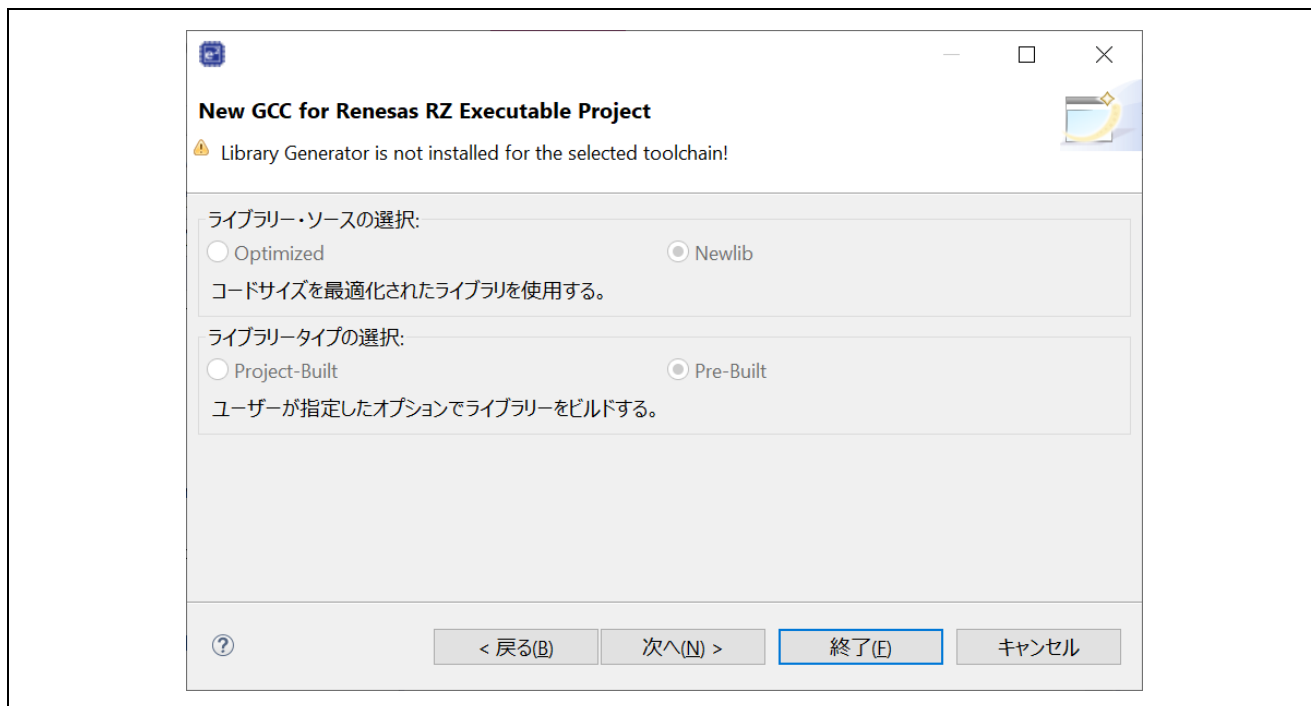 New GCC for Renesas RZ Executable Project
Library Generator is not installed for the selected toolchain!
ライブラリー・ソースの選択:
Optimized Newlib
コードサイズを最適化されたライブラリを使用する。
ライブラリータイプの選択:
Project-Built Pre-Built
ユーザーが指定したオプションでライブラリーをビルドする。
< 戻る(B) 次へ(N) > 終了(F) キャンセル